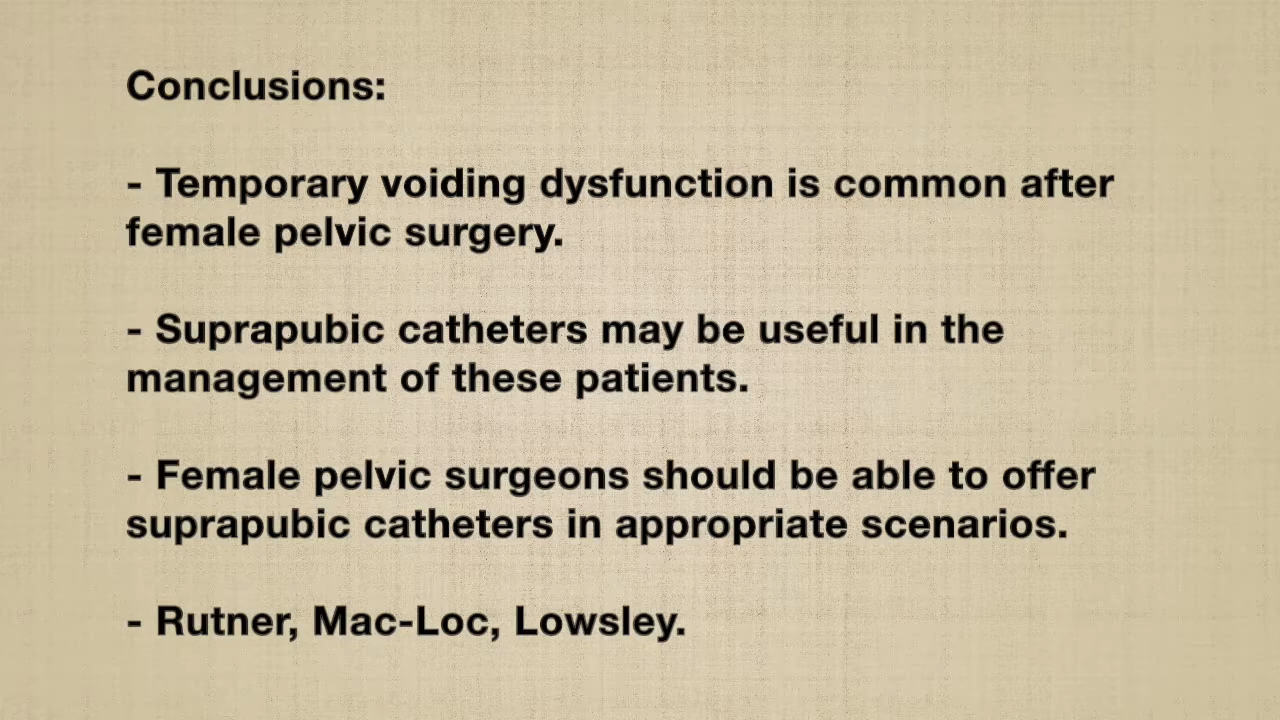 Conclusions:
- Temporary voiding dysfunction is common after
female pelvic surgery.
- Suprapubic catheters may be useful in the
management of these patients.
- Female pelvic surgeons should be able to offer
suprapubic catheters in appropriate scenarios.
- Rutner, Mac-Loc, Lowsley.